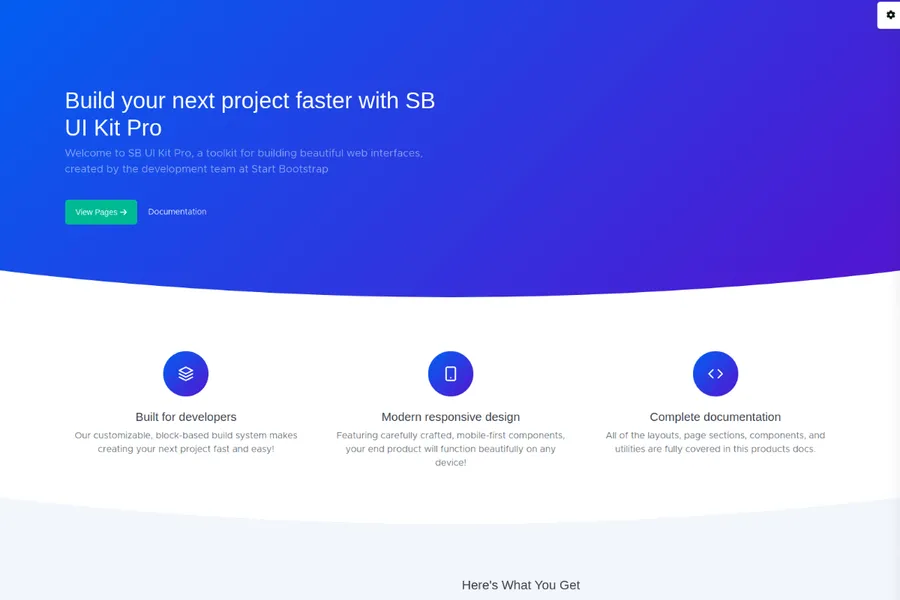 Build your next project faster with SB
UI Kit Pro
Welcome to SB UI Kit Pro, a toolkit for building beautiful web interfaces,
created by the development team at Start Bootstrap
View Pages →
Documentation
Built for developers
Our customizable, block-based build system makes
creating your next project fast and easy!
Modern responsive design
Featuring carefully crafted, mobile-first components,
your end product will function beautifully on any
device!
Complete documentation
All of the layouts, page sections, components, and
utilities are fully covered in this products docs.
Here's What You Get